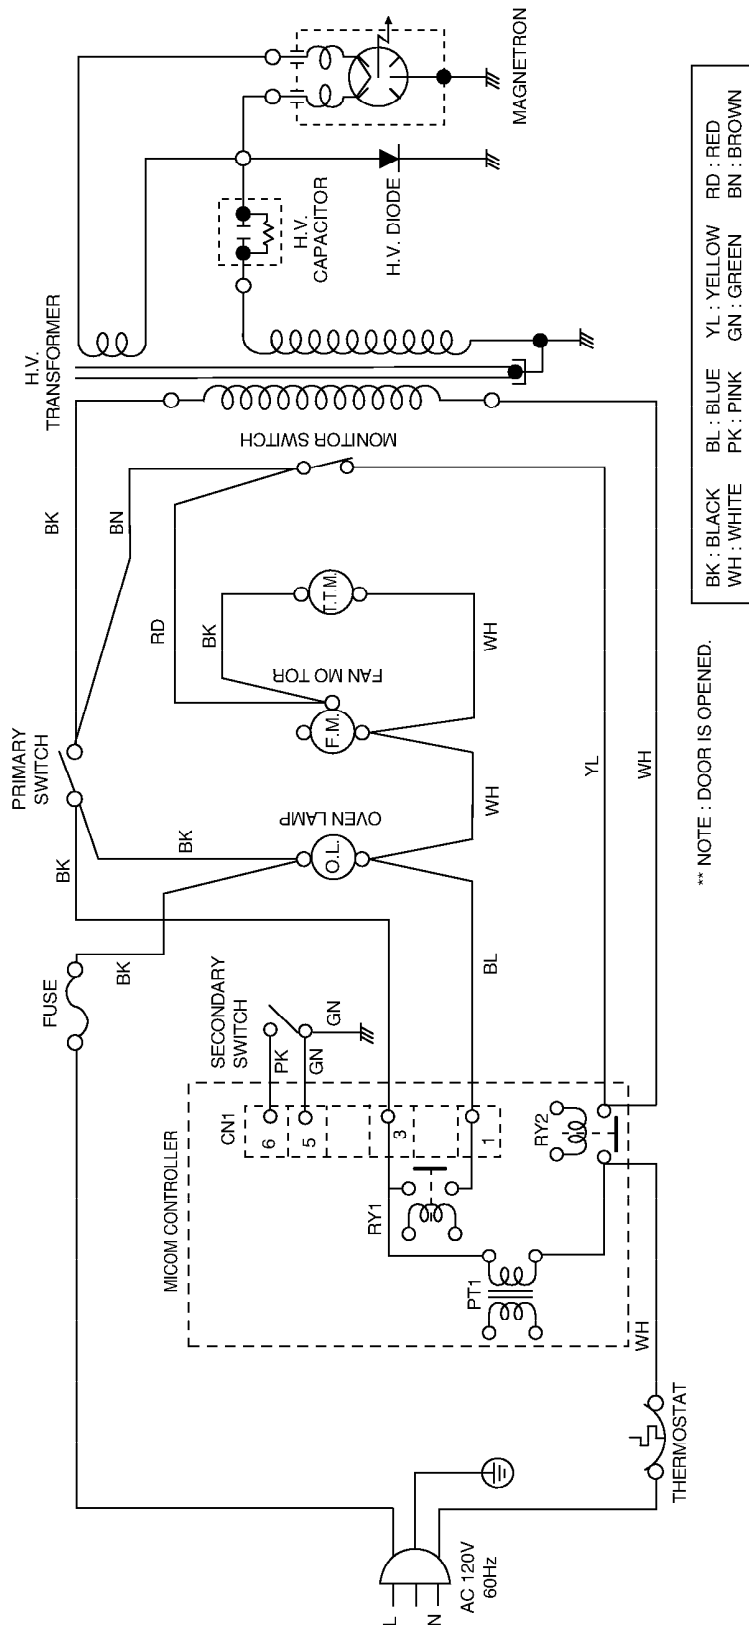 L
N
AC 120V
60Hz
FUSE
BK
THERMOSTAT
WH
MICOM CONTROLLER
PT1
RY1
RY2
CN1
6
5
3
1
SECONDARY
SWITCH
PK
GN
GN
BL
PRIMARY
SWITCH
BK
BK
OVEN LAMP
O.L.
WH
FAN MOTOR
F.M.
WH
T.T.M.
BK
RD
BN
BK
MONITOR SWITCH
YL
WH
H.V.
TRANSFORMER
H.V.
CAPACITOR
H.V. DIODE
MAGNETRON
** NOTE : DOOR IS OPENED.
BK : BLACK BL : BLUE YL : YELLOW RD : RED
WH : WHITE PK : PINK GN : GREEN BN : BROWN